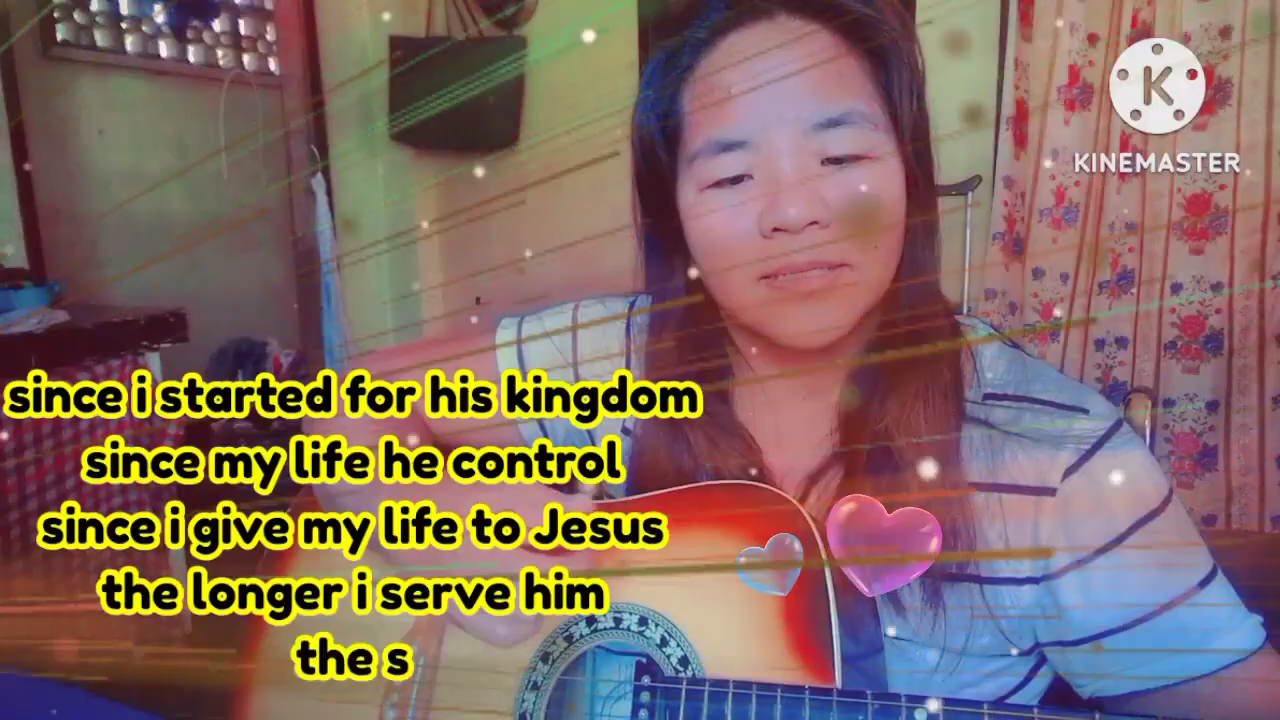 K
KINEMASTER
since i started for his kingdom
since my life he control
since i give my life to Jesus
the longer i serve him
the s